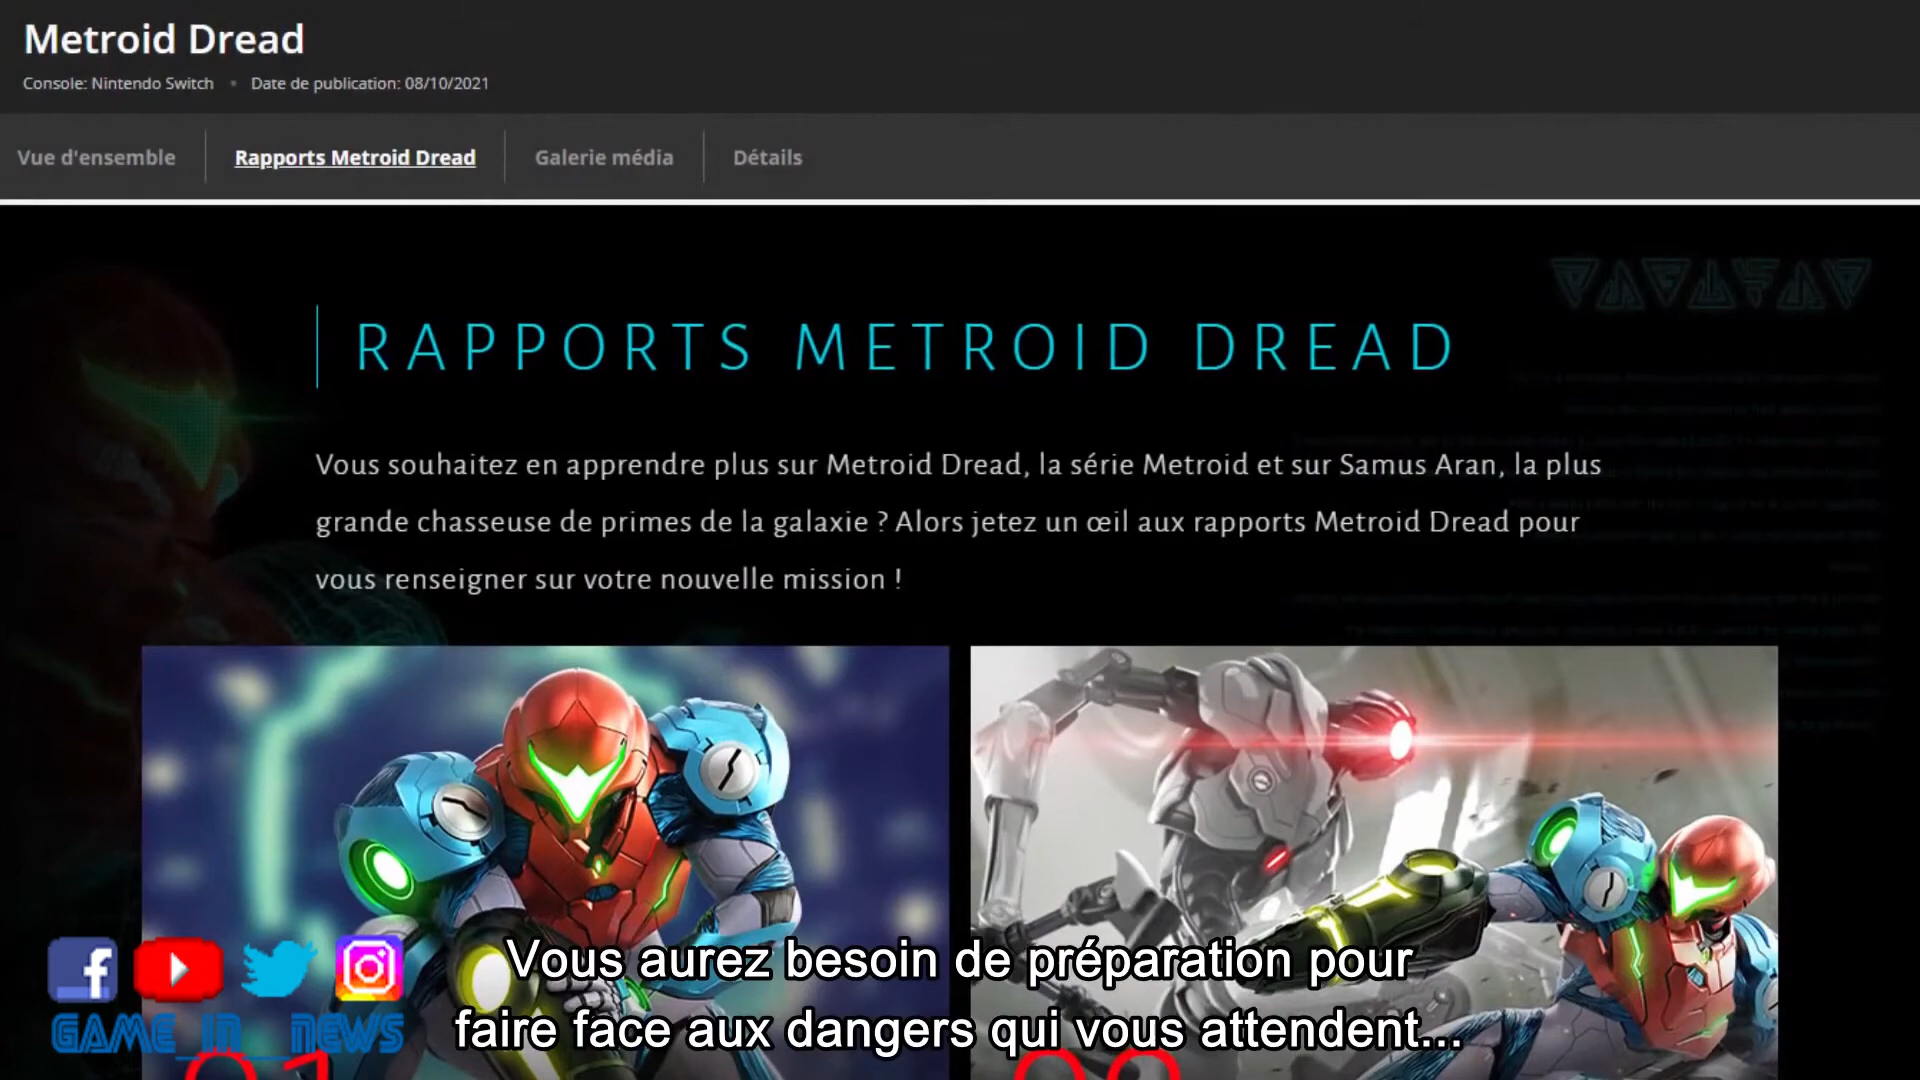 Metroid Dread
Console: Nintendo Switch • Date de publication: 08/10/2021
Vue d'ensemble
Rapports Metroid Dread
Galerie média
Détails
RAPPORTS METROID DREAD
Vous souhaitez en apprendre plus sur Metroid Dread, la série Metroid et sur Samus Aran, la plus
grande chasseuse de primes de la galaxie ? Alors jetez un œil aux rapports Metroid Dread pour
vous renseigner sur votre nouvelle mission !
Vous aurez besoin de préparation pour
faire face aux dangers qui vous attendent...
GAME_IN__NEWS
01
02